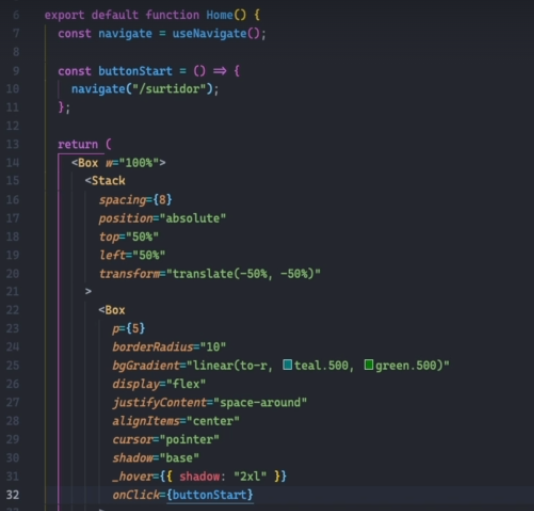 6 export default function Home() {
7 const navigate = useNavigate();
8
9 const buttonStart = () => {
10 navigate("/surtidor");
11 };
12
13 return (
14 <Box w="100%">
15 <Stack
16 spacing={8}
17 position="absolute"
18 top="50%"
19 left="50%"
20 transform="translate(-50%, -50%)"
21 >
22 <Box
23 p={5}
24 borderRadius="10"
25 bgGradient="linear(to-r, teal.500, green.500)"
26 display="flex"
27 justifyContent="space-around"
28 alignItems="center"
29 cursor="pointer"
30 shadow="base"
31 _hover={{ shadow: "2xl" }}
32 onClick={buttonStart}